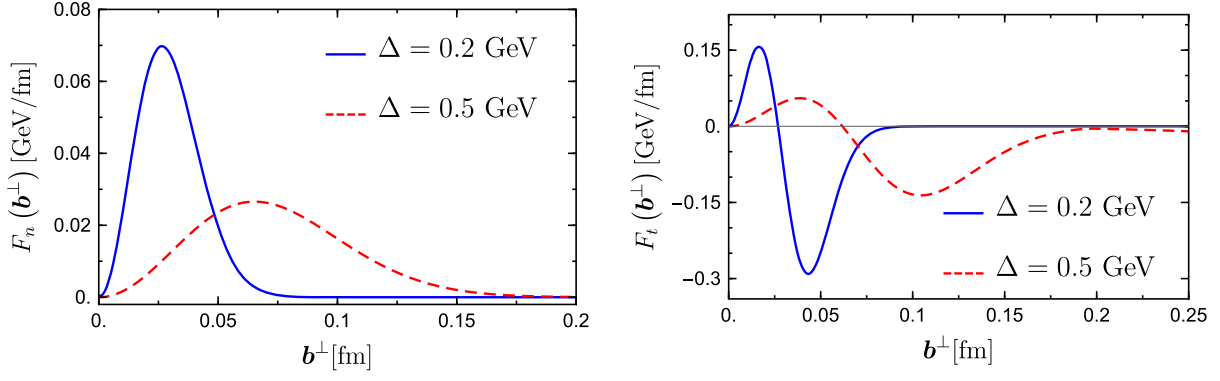 0.08
0.06
0.04
0.02
0.
F_n (b^⊥) [GeV/fm]
Δ = 0.2 GeV
Δ = 0.5 GeV
0. 0.05 0.1 0.15 0.2
b^⊥[fm]
0.15
0.
−0.15
−0.3
F_t (b^⊥) [GeV/fm]
Δ = 0.2 GeV
Δ = 0.5 GeV
0. 0.05 0.1 0.15 0.2 0.25
b^⊥[fm]